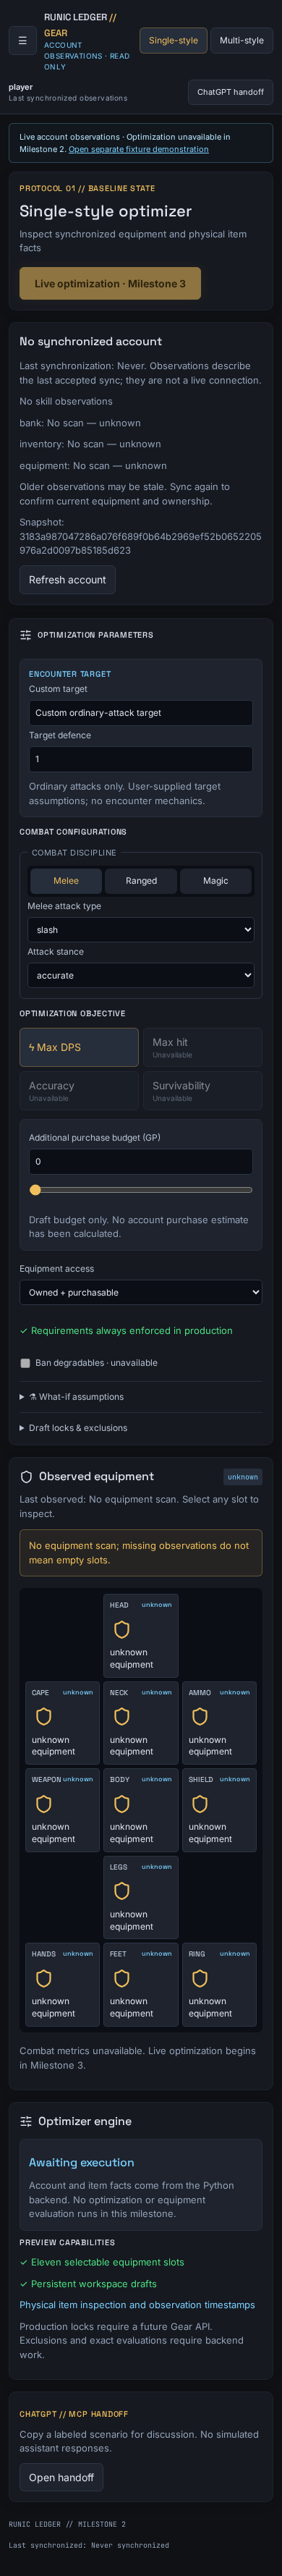 ☰
RUNIC LEDGER //
GEAR
ACCOUNT
OBSERVATIONS · READ
ONLY
Single-style
Multi-style
player
Last synchronized observations
ChatGPT handoff
Live account observations · Optimization unavailable in
Milestone 2. Open separate fixture demonstration
PROTOCOL 01 // BASELINE STATE
Single-style optimizer
Inspect synchronized equipment and physical item
facts
Live optimization · Milestone 3
No synchronized account
Last synchronization: Never. Observations describe
the last accepted sync; they are not a live connection.
No skill observations
bank: No scan — unknown
inventory: No scan — unknown
equipment: No scan — unknown
Older observations may be stale. Sync again to
confirm current equipment and ownership.
Snapshot:
3183a987047286a076f689f0b64b2969ef52b0652205
976a2d0097b85185d623
Refresh account
OPTIMIZATION PARAMETERS
ENCOUNTER TARGET
Custom target
Custom ordinary-attack target
Target defence
1
Ordinary attacks only. User-supplied target
assumptions; no encounter mechanics.
COMBAT CONFIGURATIONS
COMBAT DISCIPLINE
Melee
Ranged
Magic
Melee attack type
slash
Attack stance
accurate
OPTIMIZATION OBJECTIVE
ϟ Max DPS
Max hit
Unavailable
Accuracy
Unavailable
Survivability
Unavailable
Additional purchase budget (GP)
0
Draft budget only. No account purchase estimate
has been calculated.
Equipment access
Owned + purchasable
✓ Requirements always enforced in production
Ban degradables · unavailable
▶ ⚗ What-if assumptions
▶ Draft locks & exclusions
Observed equipment
unknown
Last observed: No equipment scan. Select any slot to
inspect.
No equipment scan; missing observations do not
mean empty slots.
HEAD unknown
unknown
equipment
CAPE unknown
unknown
equipment
NECK unknown
unknown
equipment
AMMO unknown
unknown
equipment
WEAPON unknown
unknown
equipment
BODY unknown
unknown
equipment
SHIELD unknown
unknown
equipment
LEGS unknown
unknown
equipment
HANDS unknown
unknown
equipment
FEET unknown
unknown
equipment
RING unknown
unknown
equipment
Combat metrics unavailable. Live optimization begins
in Milestone 3.
Optimizer engine
Awaiting execution
Account and item facts come from the Python
backend. No optimization or equipment
evaluation runs in this milestone.
PREVIEW CAPABILITIES
✓ Eleven selectable equipment slots
✓ Persistent workspace drafts
Physical item inspection and observation timestamps
Production locks require a future Gear API.
Exclusions and exact evaluations require backend
work.
CHATGPT // MCP HANDOFF
Copy a labeled scenario for discussion. No simulated
assistant responses.
Open handoff
RUNIC LEDGER // MILESTONE 2
Last synchronized: Never synchronized